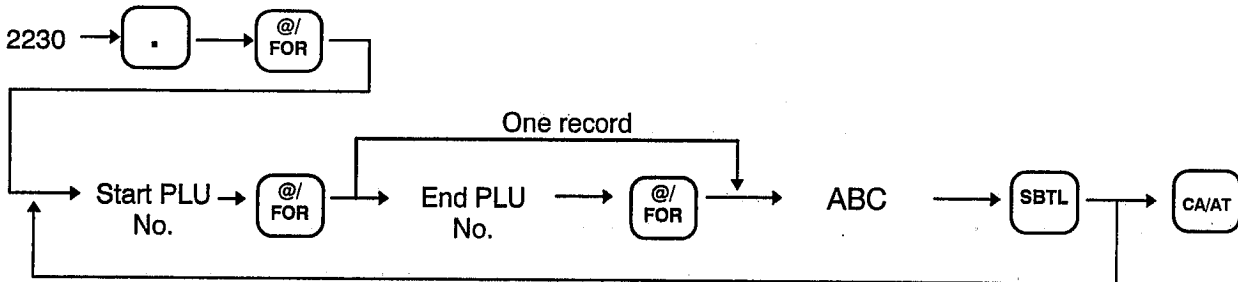 2230
.
@/
FOR
One record
Start PLU
No.
@/
FOR
End PLU
No.
@/
FOR
ABC
SBTL
CA/AT